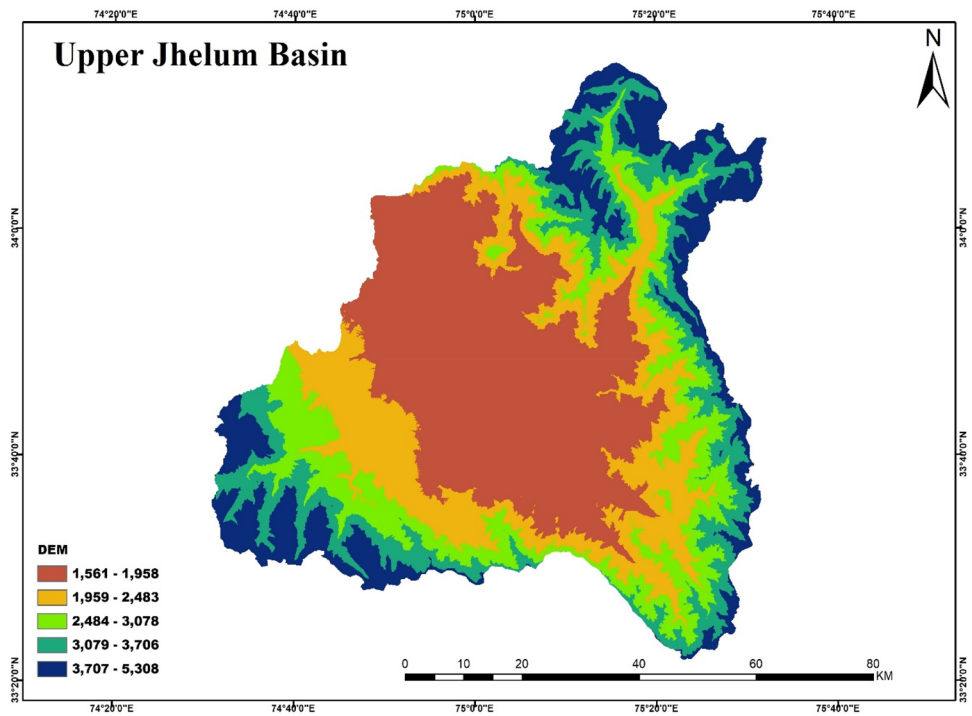 74°20'0"E 74°40'0"E 75°0'0"E 75°20'0"E 75°40'0"E
Upper Jhelum Basin
N
34°0'0"N 34°0'0"N
33°40'0"N 33°40'0"N
DEM
1,561 - 1,958
1,959 - 2,483
2,484 - 3,078
3,079 - 3,706
3,707 - 5,308
0 10 20 40 60 80
KM
33°20'0"N 33°20'0"N
74°20'0"E 74°40'0"E 75°0'0"E 75°20'0"E 75°40'0"E